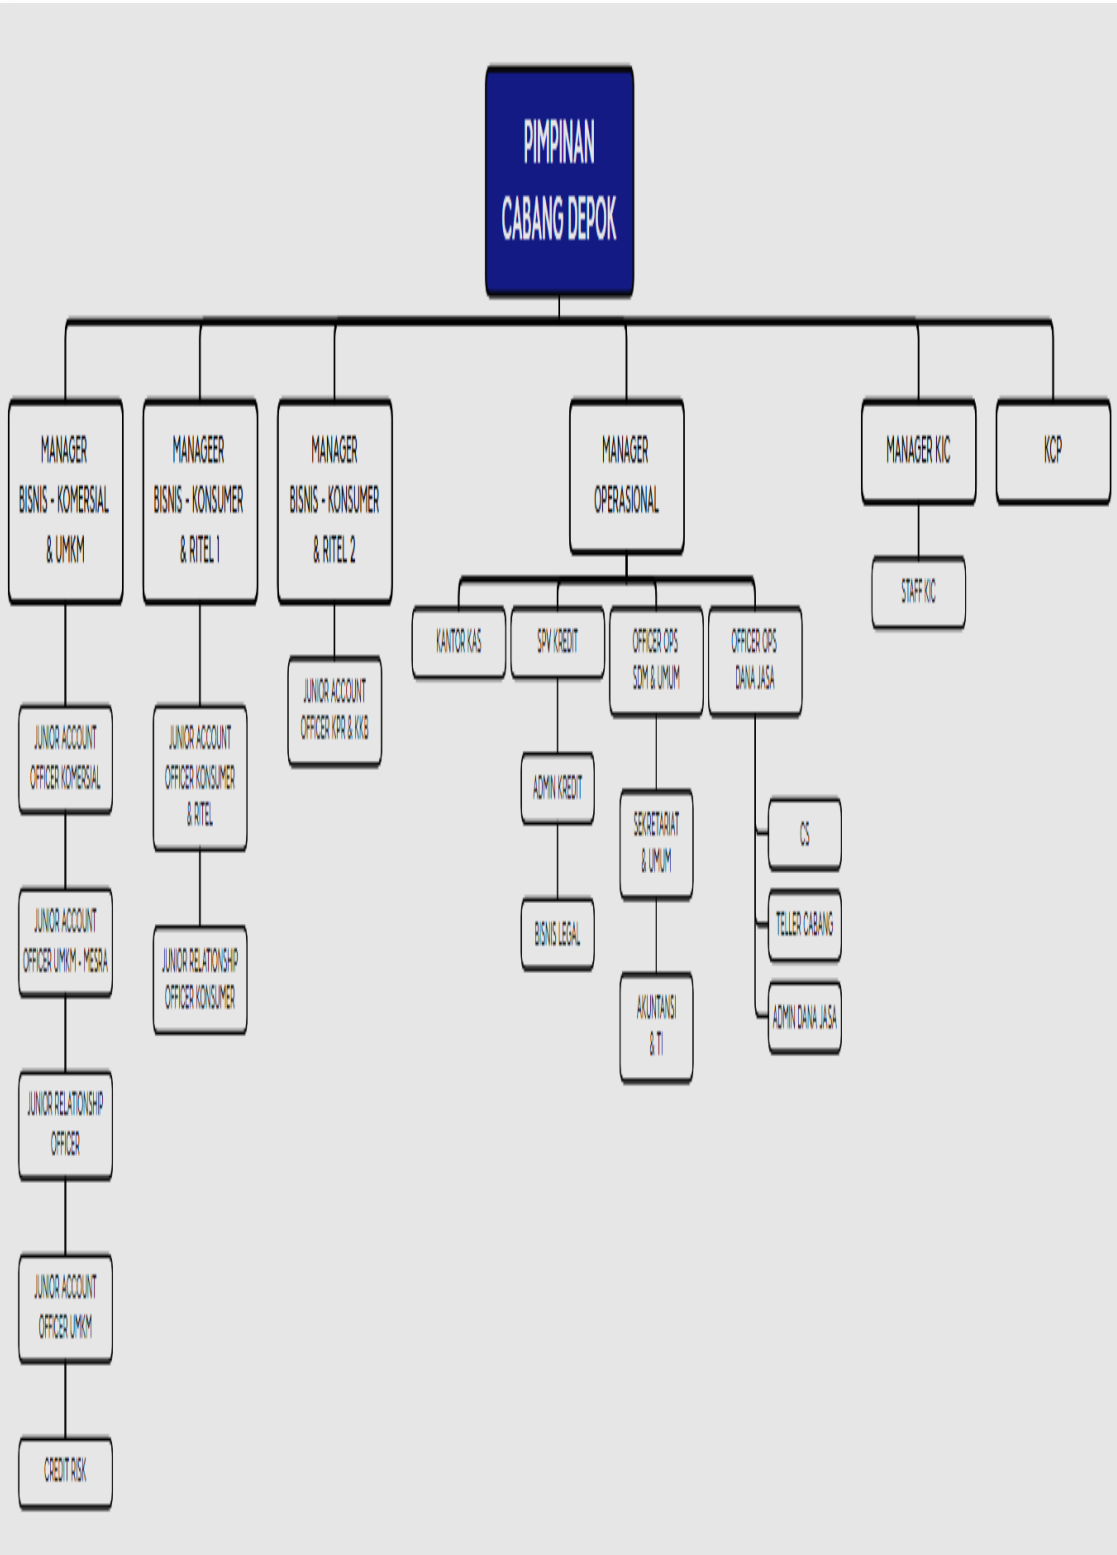 PIMPINAN
CABANG DEPOK
MANAGER
BISNIS - KOMERSIAL
& UMKM
MANAGEER
BISNIS - KONSUMER
& RITEL 1
MANAGER
BISNIS - KONSUMER
& RITEL 2
MANAGER
OPERASIONAL
MANAGER KIC
KCP
JUNIOR ACCOUNT
OFFICER KOMERSIAL
JUNIOR ACCOUNT
OFFICER UMKM - MESRA
JUNIOR RELATIONSHIP
OFFICER
JUNIOR ACCOUNT
OFFICER UMKM
CREDIT RISK
JUNIOR ACCOUNT
OFFICER KONSUMER
& RITEL
JUNIOR RELATIONSHIP
OFFICER KONSUMER
JUNIOR ACCOUNT
OFFICER KPR & KKB
KANTOR KAS
SPV KREDIT
ADMIN KREDIT
BISNIS LEGAL
OFFICER OPS
SDM & UMUM
SEKRETARIAT
& UMUM
AKUNTANSI
& TI
OFFICER OPS
DANA JASA
CS
TELLER CABANG
ADMIN DANA JASA
STAFF KIC